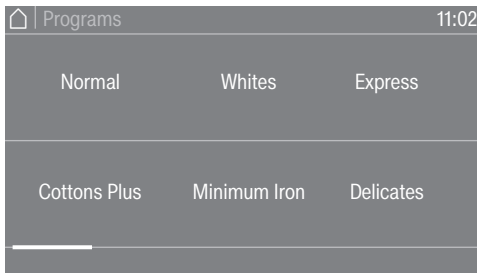 Programs 11:02
Normal Whites Express
Cottons Plus Minimum Iron Delicates